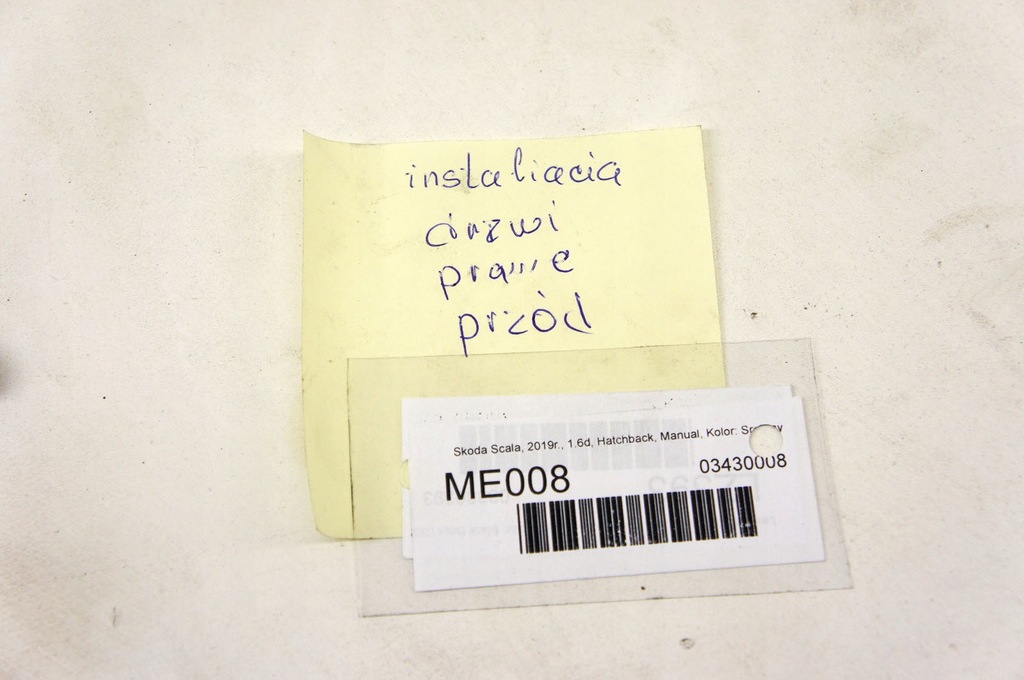 instaliacia
drzwi
prawe
przód
Skoda Scala, 2019r., 1.6d, Hatchback, Manual, Kolor:
ME008
03430008